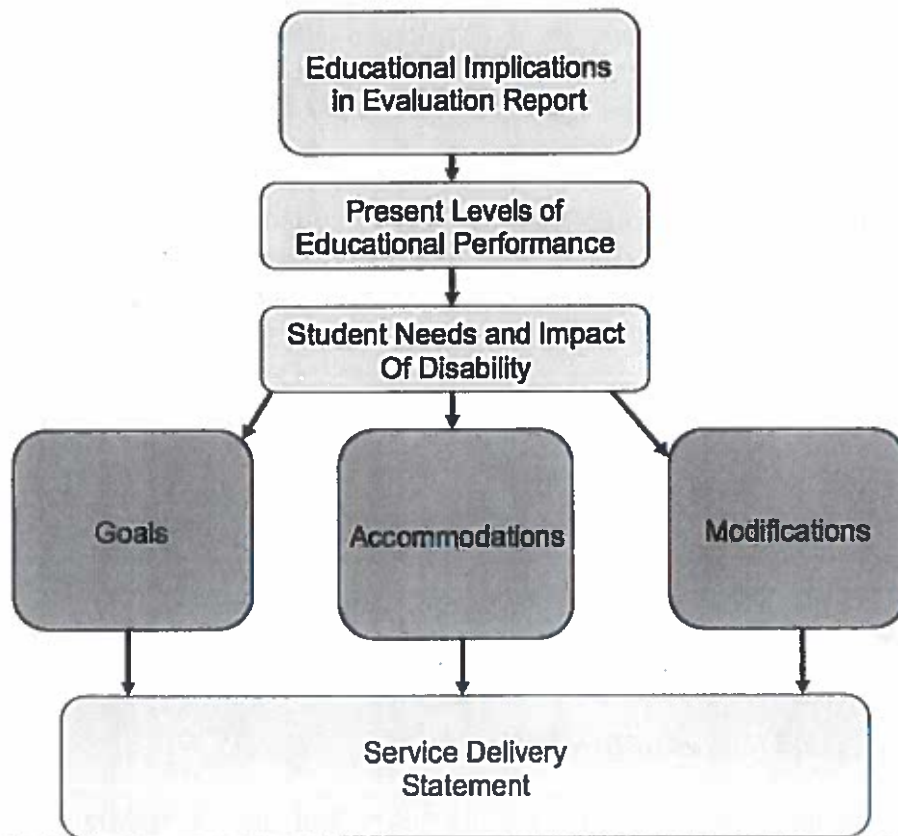 Educational Implications
in Evaluation Report
Present Levels of
Educational Performance
Student Needs and Impact
Of Disability
Goals
Accommodations
Modifications
Service Delivery
Statement